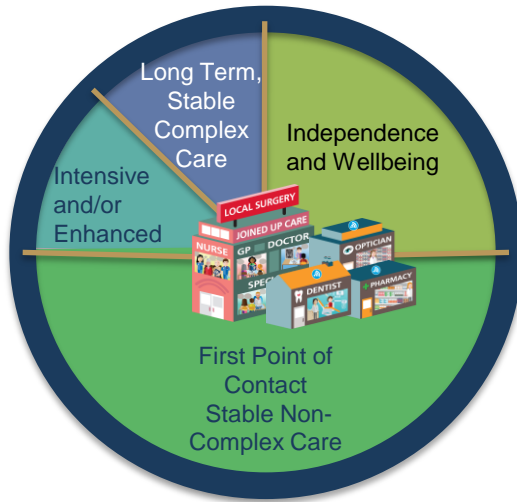 Long Term,
Stable
Complex
Care
Independence
and Wellbeing
Intensive
and/or
Enhanced
LOCAL SURGERY
JOINED UP CARE
NURSE
GP
DOCTOR
OPTICIAN
DENTIST
PHARMACY
First Point of
Contact
Stable Non-
Complex Care